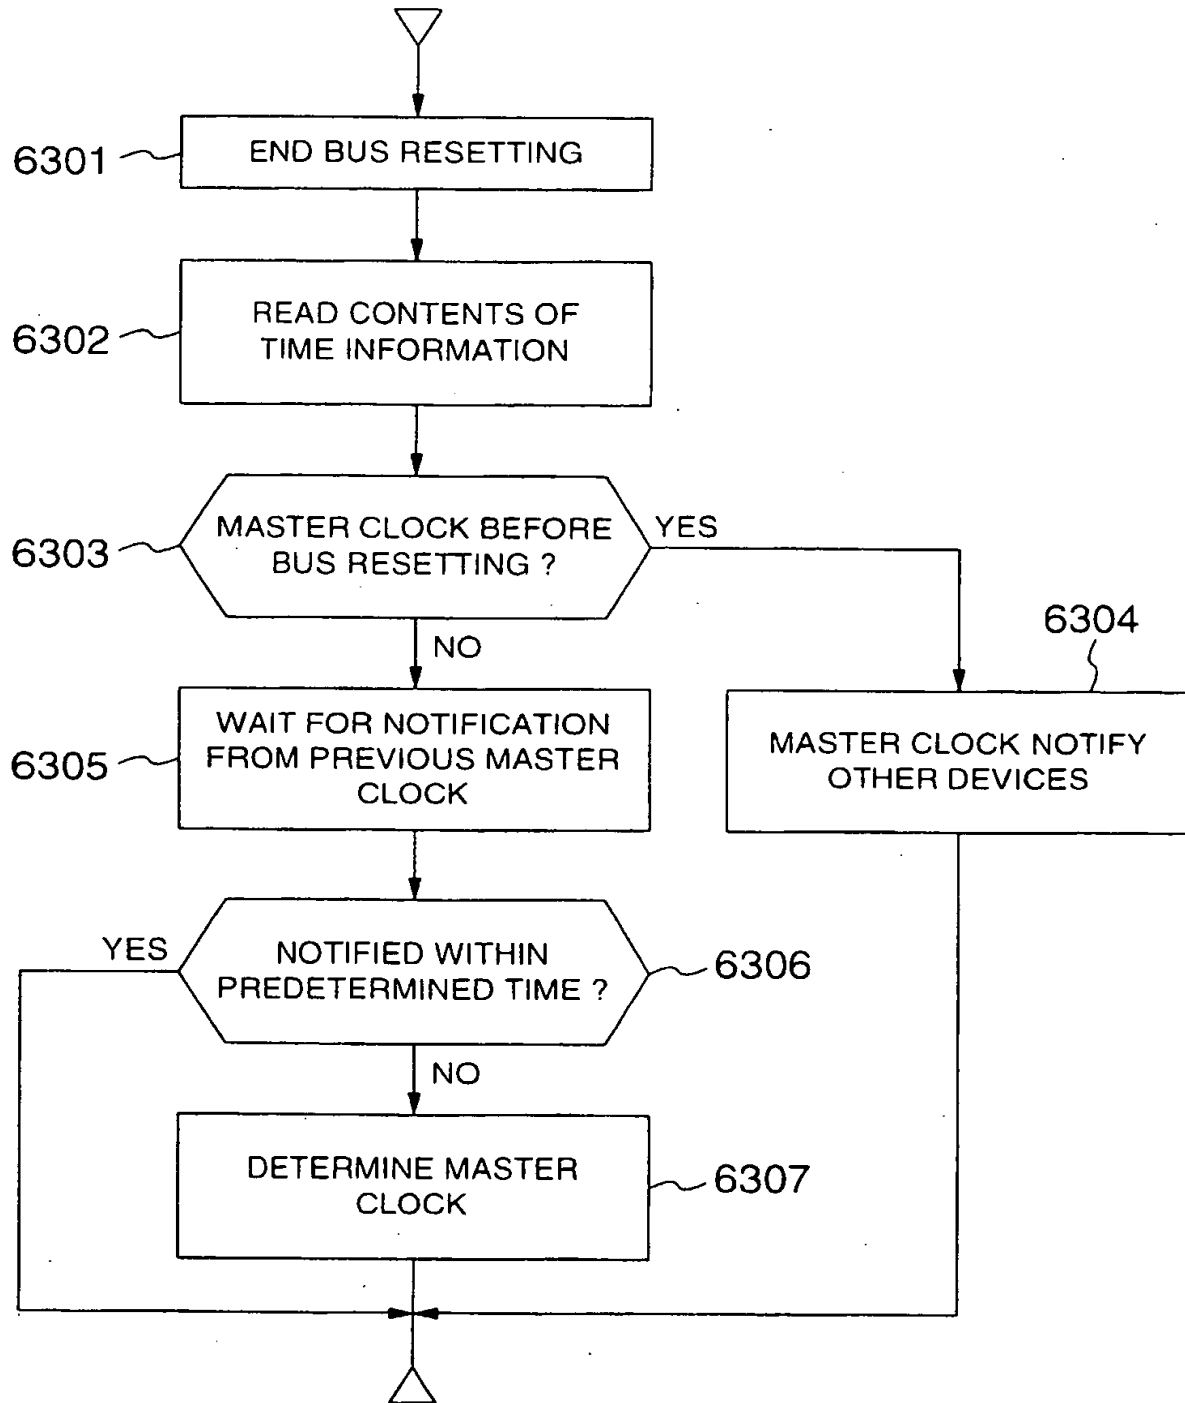 6301
END BUS RESETTING
6302
READ CONTENTS OF
TIME INFORMATION
6303
MASTER CLOCK BEFORE
BUS RESETTING ?
YES
NO
6304
MASTER CLOCK NOTIFY
OTHER DEVICES
6305
WAIT FOR NOTIFICATION
FROM PREVIOUS MASTER
CLOCK
YES
NOTIFIED WITHIN
PREDETERMINED TIME ?
6306
NO
DETERMINE MASTER
CLOCK
6307